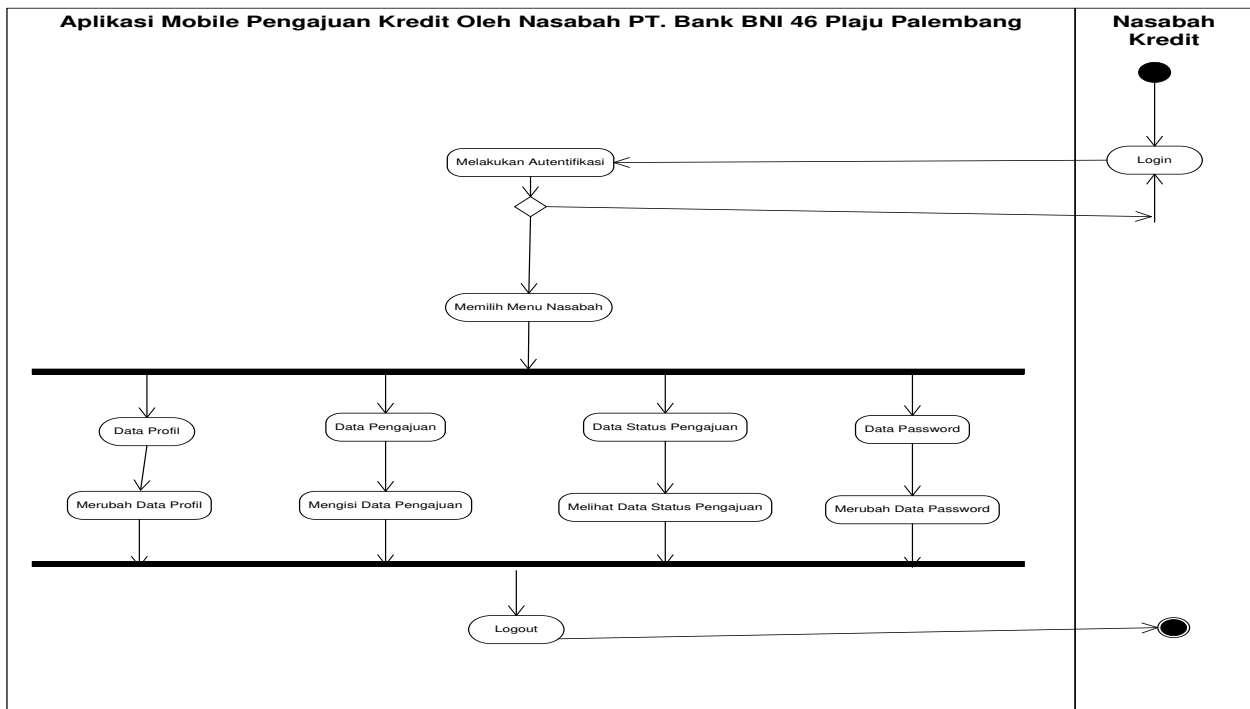 Aplikasi Mobile Pengajuan Kredit Oleh Nasabah PT. Bank BNI 46 Plaju Palembang
Nasabah
Kredit
Melakukan Autentifikasi
Login
Memilih Menu Nasabah
Data Profil
Data Pengajuan
Data Status Pengajuan
Data Password
Merubah Data Profil
Mengisi Data Pengajuan
Melihat Data Status Pengajuan
Merubah Data Password
Logout